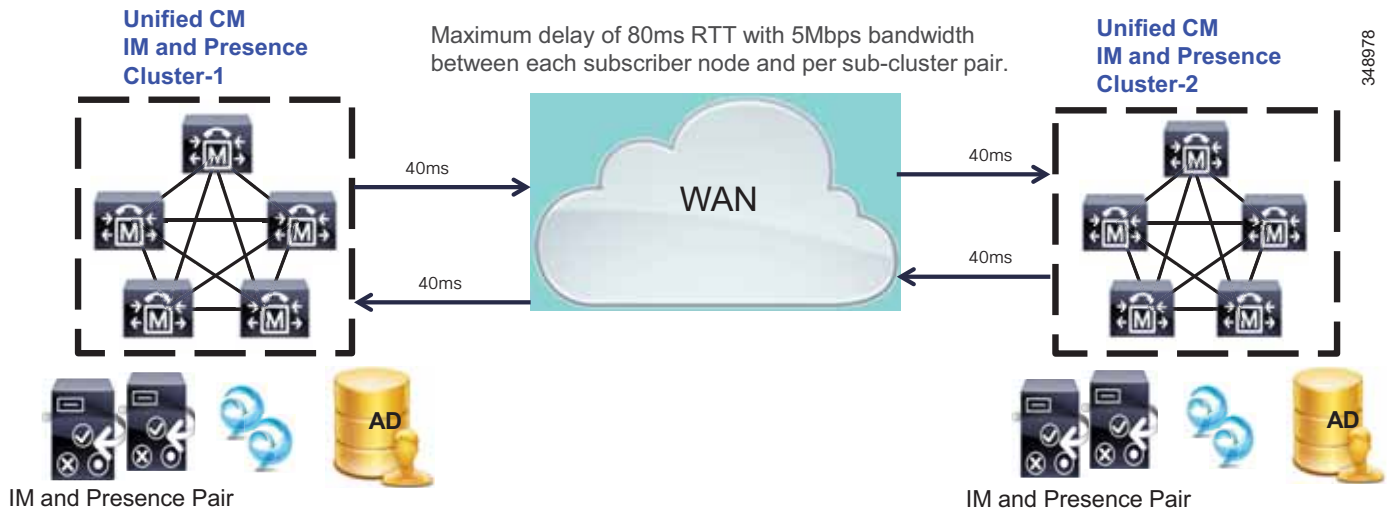 Unified CM
IM and Presence
Cluster-1
Maximum delay of 80ms RTT with 5Mbps bandwidth
between each subscriber node and per sub-cluster pair.
Unified CM
IM and Presence
Cluster-2
348978
M
M
M
M
M
40ms
40ms
WAN
40ms
40ms
M
M
M
M
M
AD
IM and Presence Pair
AD
IM and Presence Pair